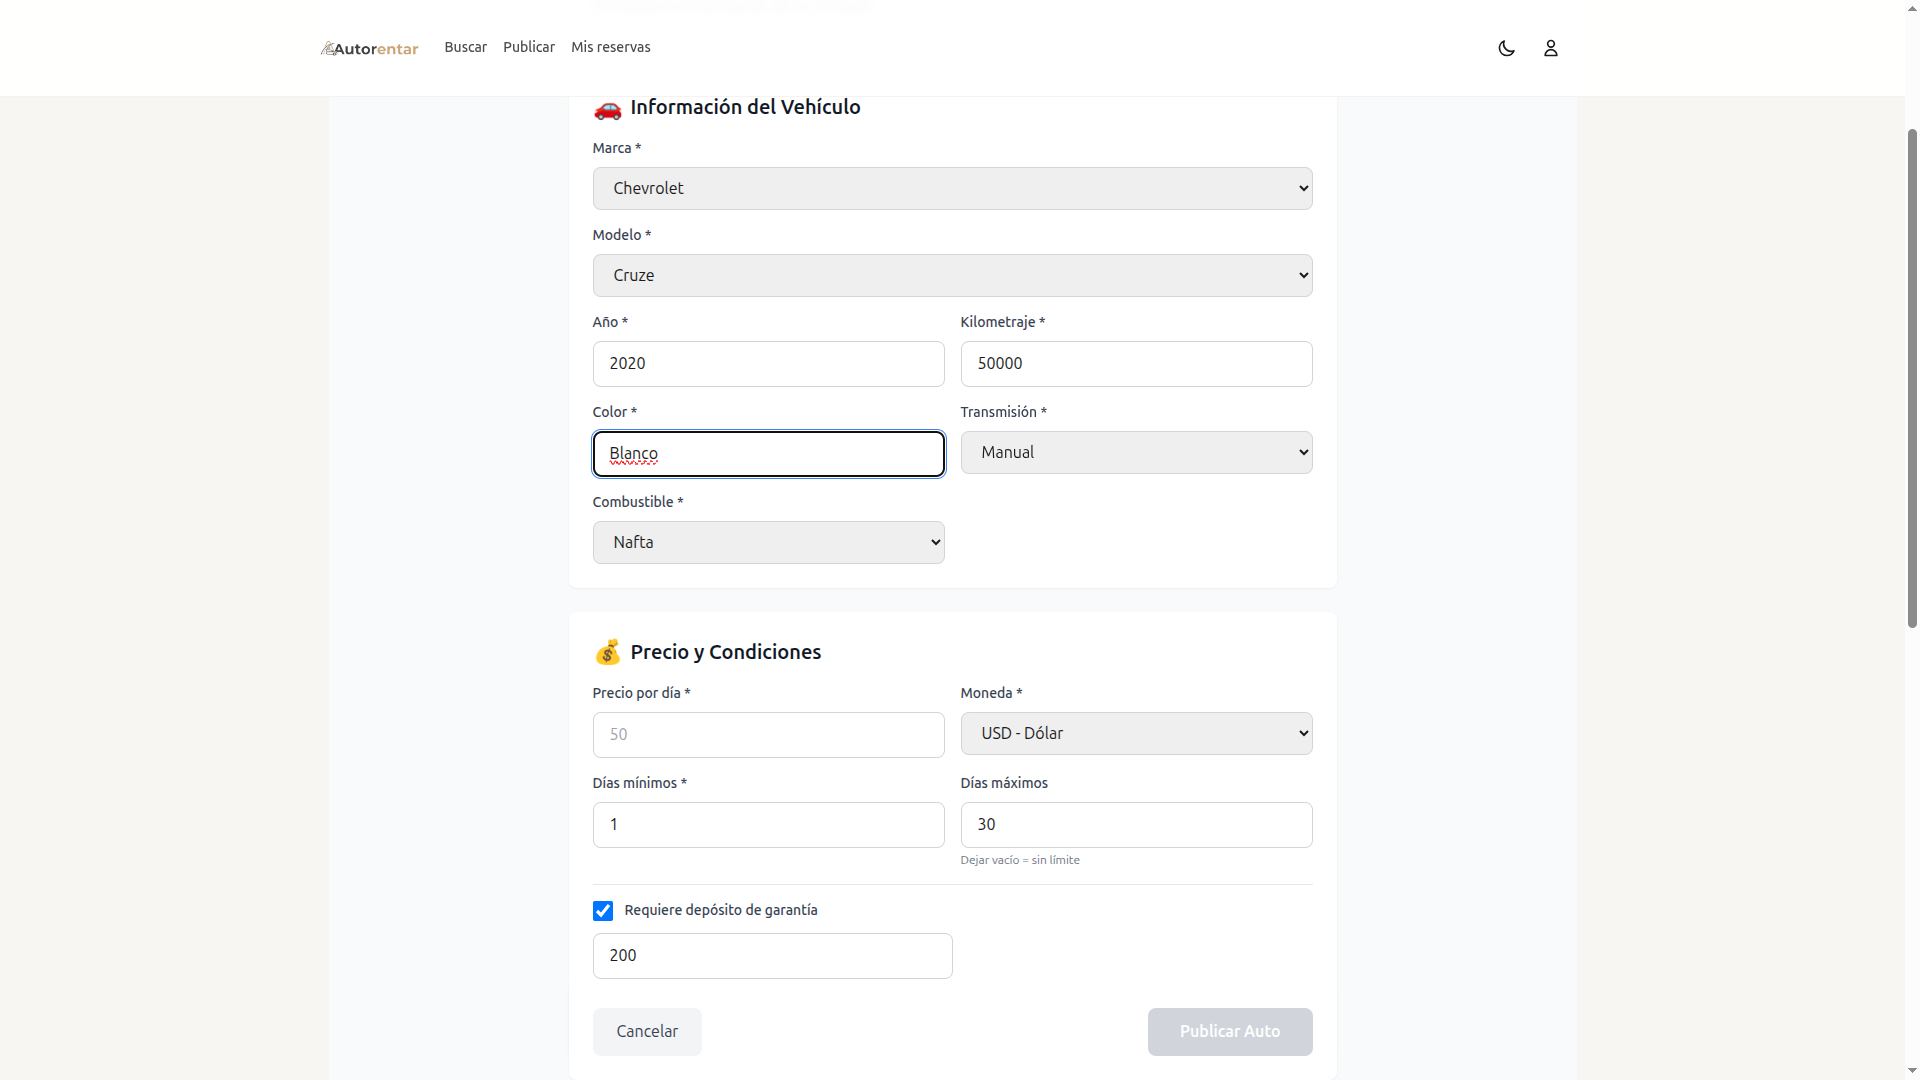 Autorentar
Buscar
Publicar
Mis reservas
Información del Vehículo
Marca *
Chevrolet
Modelo *
Cruze
Año *
Kilometraje *
2020
50000
Color *
Transmisión *
Blanco
Manual
Combustible *
Nafta
Precio y Condiciones
Precio por día *
Moneda *
50
USD - Dólar
Días mínimos *
Días máximos
1
30
Dejar vacío = sin límite
Requiere depósito de garantía
200
Cancelar
Publicar Auto